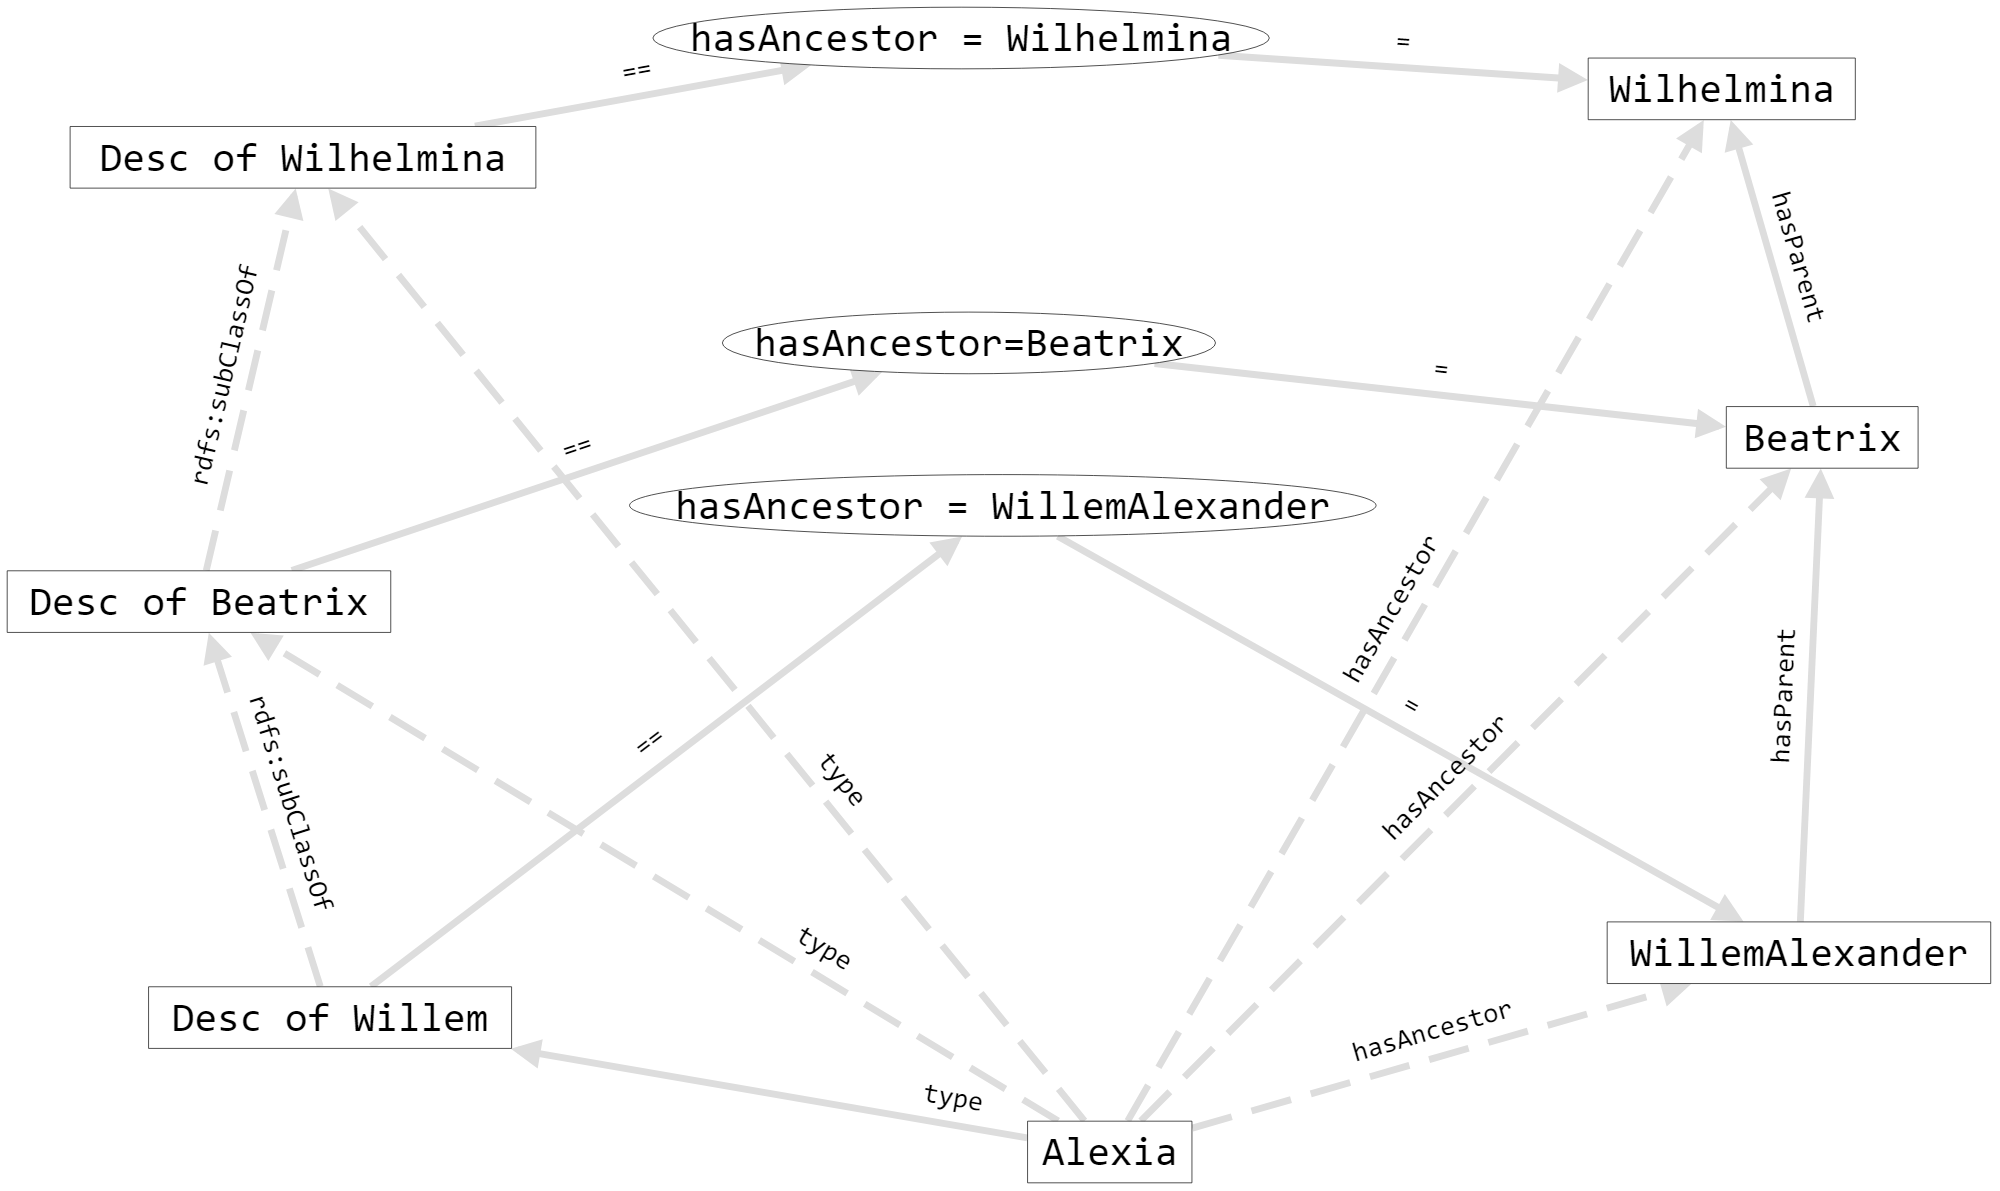 hasAncestor = Wilhelmina
=
==
Wilhelmina
Desc of Wilhelmina
hasParent
rdfs:subClassOf
hasAncestor=Beatrix
=
Beatrix
==
hasAncestor = WillemAlexander
hasAncestor
Desc of Beatrix
hasParent
=
rdfs:subClassOf
==
type
hasAncestor
type
WillemAlexander
Desc of Willem
hasAncestor
type
Alexia